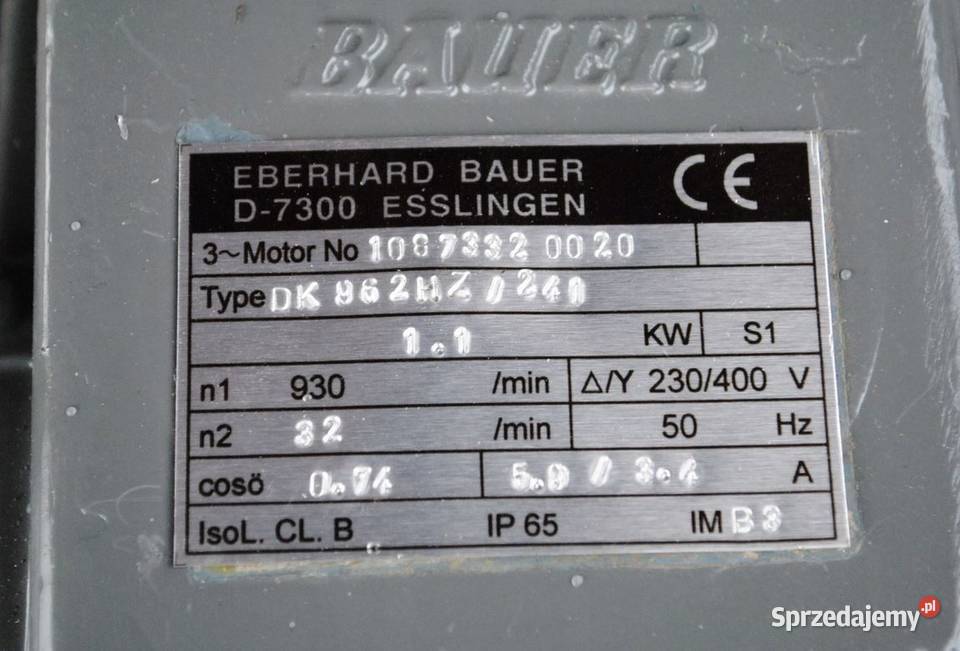 BAUER
EBERHARD BAUER CE
D-7300 ESSLINGEN
3~Motor No 1087332 0020
Type DK 862HZ / 241
1.1 KW S1
n1 930 /min Δ/Y 230/400 V
n2 32 /min 50 Hz
cosö 0.74 5.9 / 3.4 A
IsoL. CL. B IP 65 IM B3
Sprzedajemy.pl